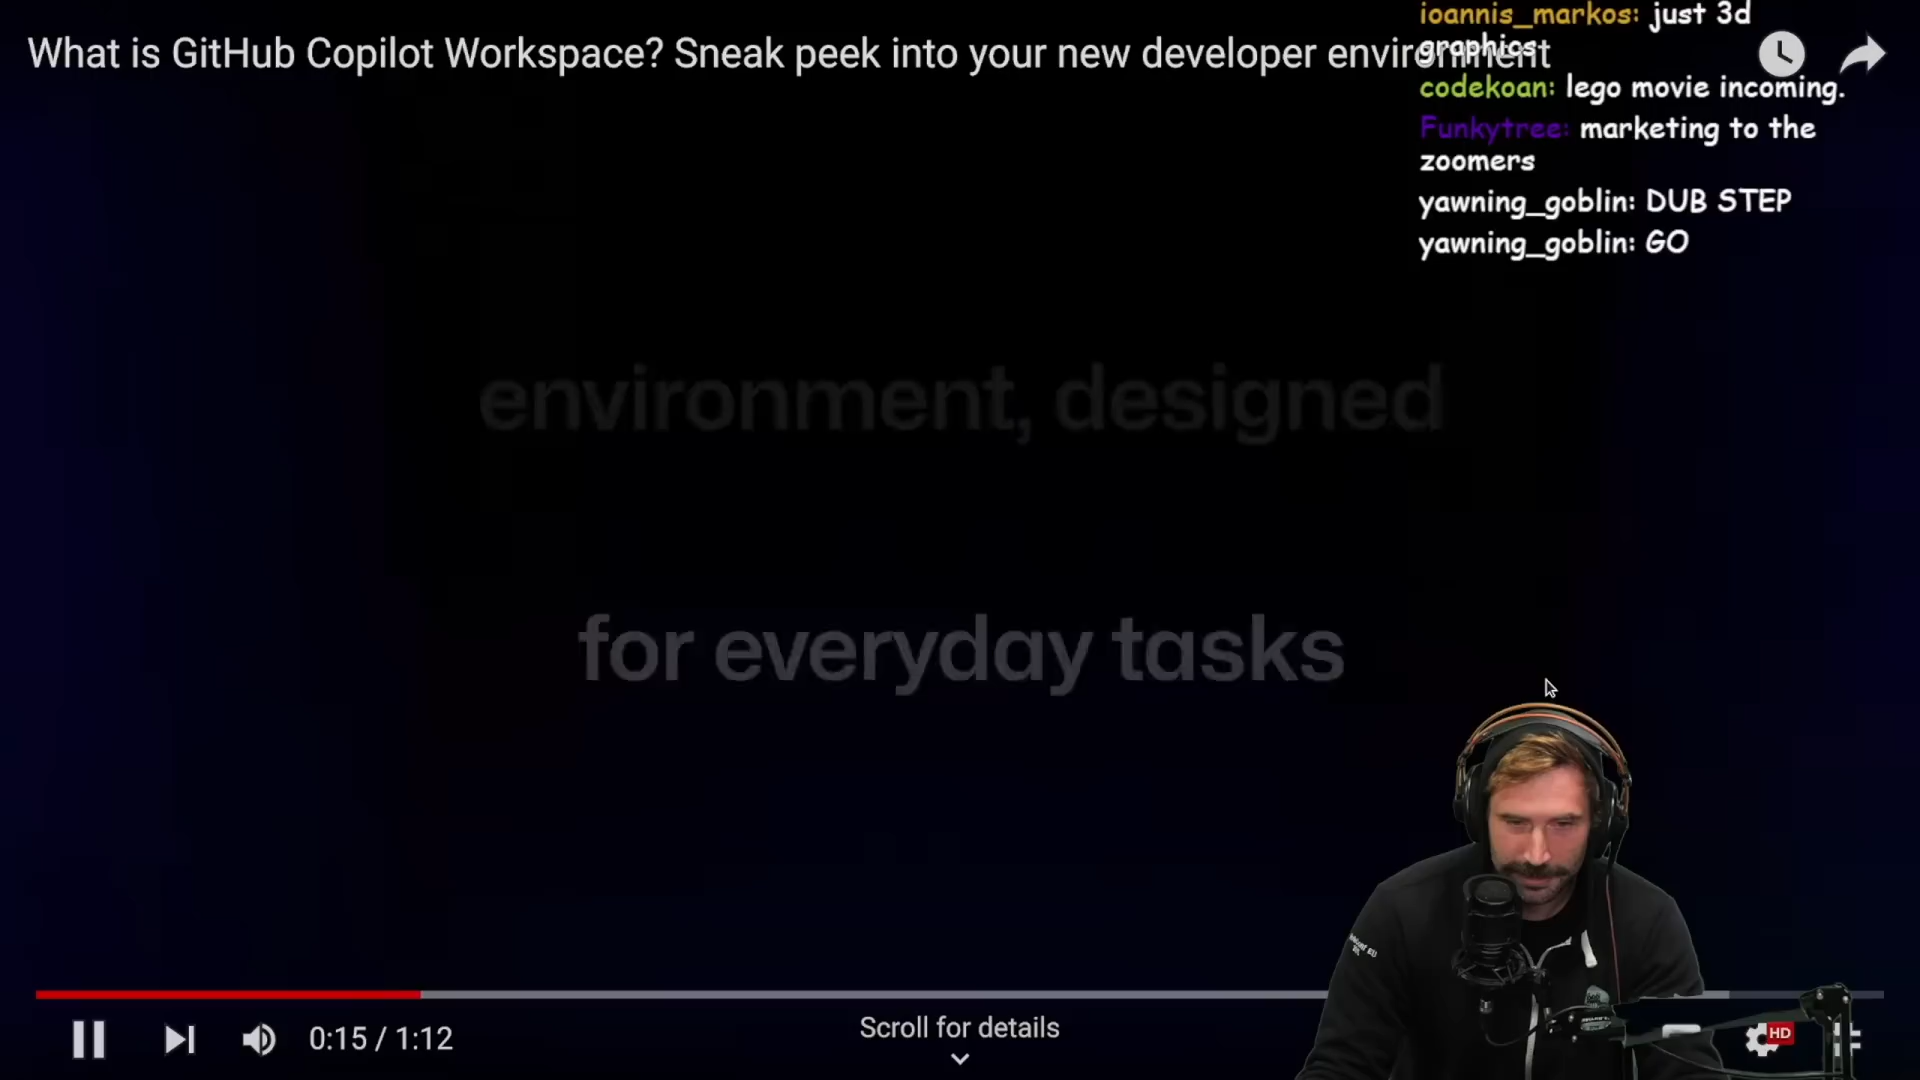 What is GitHub Copilot Workspace? Sneak peek into your new developer environment
ioannis_markos: just 3d
graphics
codekoan: lego movie incoming.
Funkytree: marketing to the
zoomers
yawning_goblin: DUB STEP
yawning_goblin: GO
environment, designed
for everyday tasks
0:15 / 1:12
Scroll for details
HD